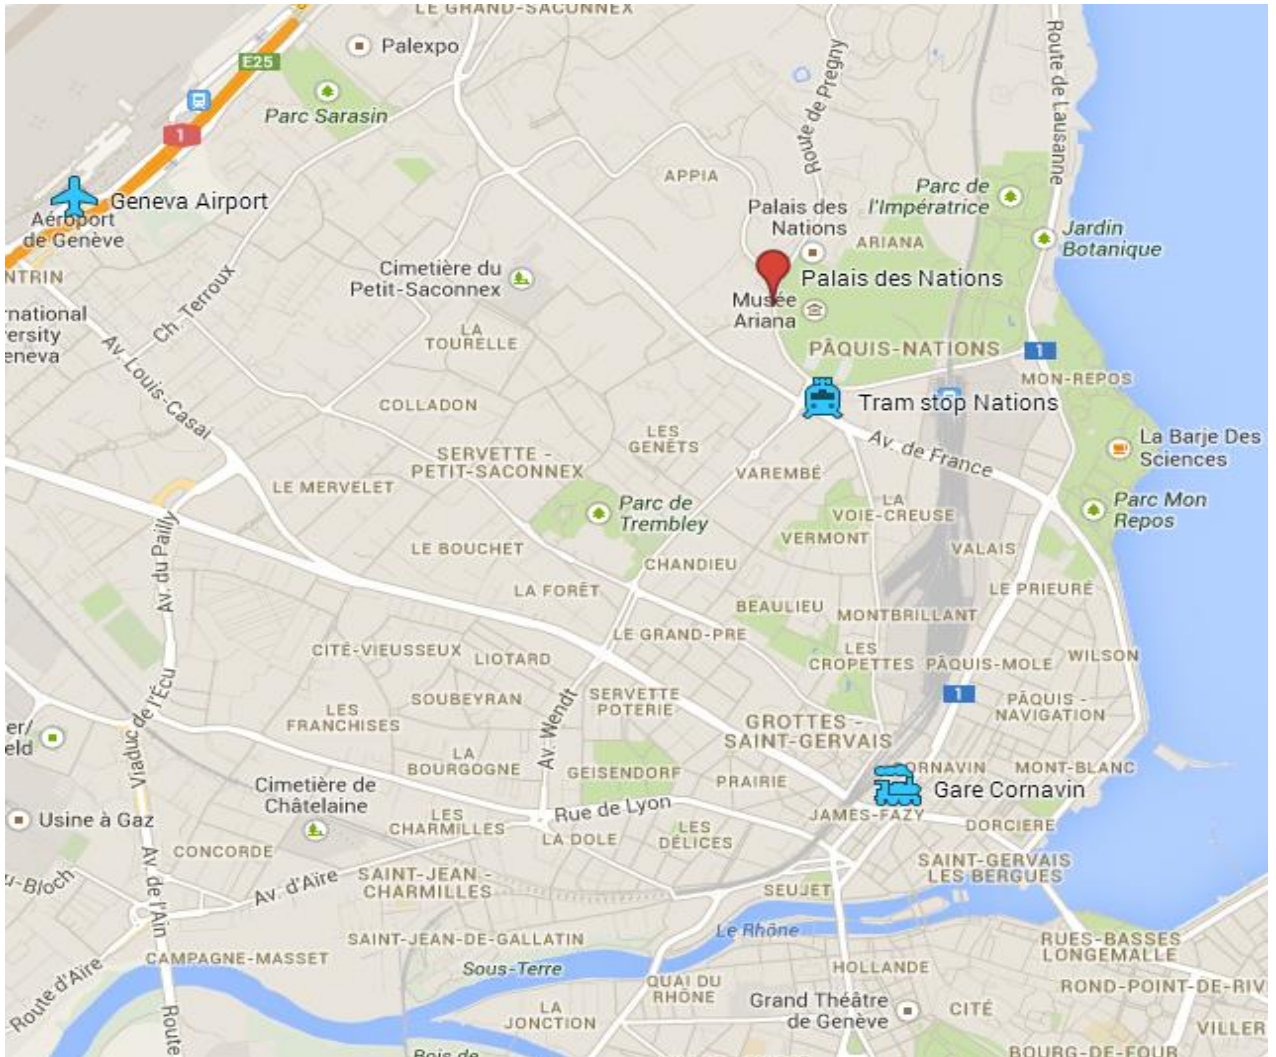 LE GRAND-SACONNEX
Palexpo
E25
Parc Sarasin
1
Route de Pregny
Route de Lausanne
APPIA
Parc de
l'Impératrice
Geneva Airport
Aéroport
de Genève
Palais des
Nations
ARIANA
Jardin
Botanique
NTRIN
Cimetière du
Petit-Saconnex
Palais des Nations
Musée
Ariana
Ch. Terroux
rnational
ersity
eneva
LA
TOURELLE
PÂQUIS-NATIONS
1
MON-REPOS
Av. Louis-Casaï
COLLADON
Tram stop Nations
LES
GENÊTS
Av. de France
La Barje Des
Sciences
SERVETTE -
PETIT-SACONNEX
VAREMBÉ
LE MERVELET
Parc de
Trembley
LA
VOIE-CREUSE
Parc Mon
Repos
VERMONT
Av. du Pailly
LE BOUCHET
VALAIS
CHANDIEU
LA FORÊT
LE PRIEURÉ
BEAULIEU
MONTBRILLANT
LE GRAND-PRE
CITÉ-VIEUSSEUX
LIOTARD
LES
CROPETTES
PÂQUIS-MOLE
WILSON
Viaduc de l'Écu
SOUBEYRAN
SERVETTE
POTERIE
1
PÂQUIS -
NAVIGATION
LES
FRANCHISES
Av. Wendt
GROTTES -
SAINT-GERVAIS
er/
eld
LA
BOURGOGNE
GEISENDORF
PRAIRIE
ORNAVIN
MONT-BLANC
Cimetière de
Châtelaine
Gare Cornavin
Rue de Lyon
Usine à Gaz
LES
CHARMILLES
JAMES-FAZY
DORCIERE
LA DOLE
LES
DÉLICES
CONCORDE
SAINT-GERVAIS
LES BERGUES
u-Bloch
Av. d'Aïre
SAINT-JEAN -
CHARMILLES
SEUJET
Av. de l'Ain
Le Rhône
SAINT-JEAN-DE-GALLATIN
RUES-BASSES
LONGEMALLE
CAMPAGNE-MASSET
Sous-Terre
HOLLANDE
Route d'Aïre
QUAI DU
RHÔNE
ROND-POINT-DE-RIV
Route
LA
JONCTION
Grand Théâtre
de Genève
CITÉ
VILLER
Bois de
BOURG-DE-FOUR